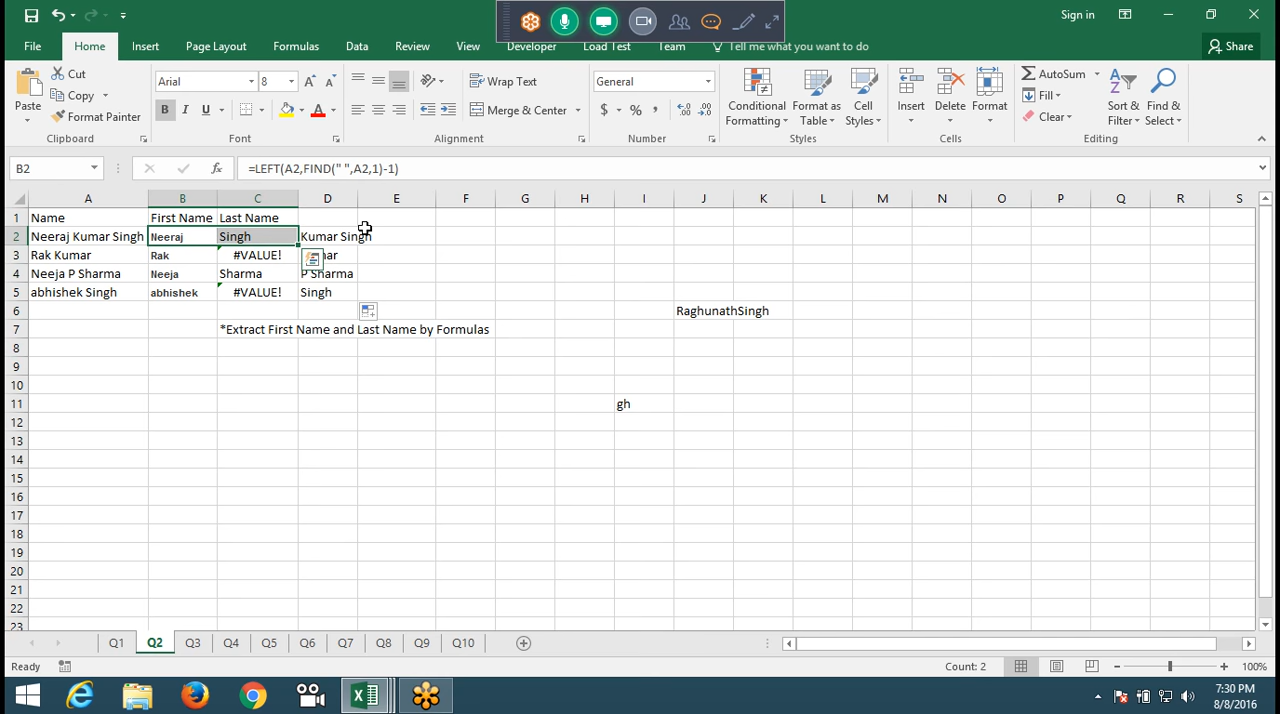 Sign in
File Home Insert Page Layout Formulas Data Review View Developer Load Test Team Tell me what you want to do Share
Paste Cut Copy Format Painter
Arial 8
B I U A
Wrap Text
Merge & Center
General
$ % ,
Conditional Formatting
Format as Table
Cell Styles
Insert Delete Format
AutoSum
Fill
Clear
Sort & Filter
Find & Select
Clipboard Font Alignment Number Styles Cells Editing
B2 fx =LEFT(A2,FIND(" ",A2,1)-1)
A B C D E F G H I J K L M N O P Q R S
1 Name First Name Last Name
2 Neeraj Kumar Singh Neeraj Singh Kumar Singh
3 Rak Kumar Rak #VALUE!
4 Neeja P Sharma Neeja Sharma P Sharma
5 abhishek Singh abhishek #VALUE! Singh
6 RaghunathSingh
7 *Extract First Name and Last Name by Formulas
8
9
10
11 gh
12
13
14
15
16
17
18
19
20
21
22
23
Q1 Q2 Q3 Q4 Q5 Q6 Q7 Q8 Q9 Q10
Ready Count: 2 100%
7:30 PM
8/8/2016